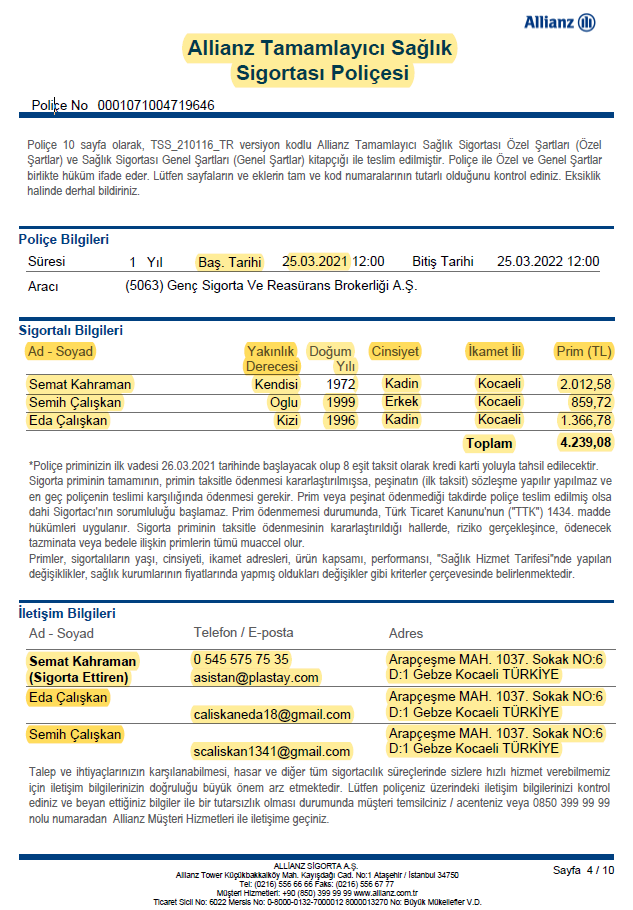 Allianz
Allianz Tamamlayıcı Sağlık
Sigortası Poliçesi
Poliçe No 0001071004719646
Poliçe 10 sayfa olarak, TSS_210116_TR versiyon kodlu Allianz Tamamlayıcı Sağlık Sigortası Özel Şartları (Özel
Şartlar) ve Sağlık Sigortası Genel Şartları (Genel Şartlar) kitapçığı ile teslim edilmiştir. Poliçe ile Özel ve Genel Şartlar
birlikte hüküm ifade eder. Lütfen sayfaların ve eklerin tam ve kod numaralarının tutarlı olduğunu kontrol ediniz. Eksiklik
halinde derhal bildiriniz.
Poliçe Bilgileri
Süresi 1 Yıl Baş. Tarihi 25.03.2021 12:00 Bitiş Tarihi 25.03.2022 12:00
Aracı (5063) Genç Sigorta Ve Reasürans Brokerliği A.Ş.
Sigortalı Bilgileri
Ad - Soyad Yakınlık Doğum Cinsiyet İkamet İli Prim (TL)
Derecesi Yılı
Semat Kahraman Kendisi 1972 Kadin Kocaeli 2.012,58
Semih Çalışkan Oglu 1999 Erkek Kocaeli 859,72
Eda Çalışkan Kizi 1996 Kadin Kocaeli 1.366,78
Toplam 4.239,08
*Poliçe priminizin ilk vadesi 26.03.2021 tarihinde başlayacak olup 8 eşit taksit olarak kredi karti yoluyla tahsil edilecektir.
Sigorta priminin tamamının, primin taksitle ödenmesi kararlaştırılmışsa, peşinatın (ilk taksit) sözleşme yapılır yapılmaz ve
en geç poliçenin teslimi karşılığında ödenmesi gerekir. Prim veya peşinat ödenmediği takdirde poliçe teslim edilmiş olsa
dahi Sigortacı'nın sorumluluğu başlamaz. Prim ödenmemesi durumunda, Türk Ticaret Kanunu'nun ("TTK") 1434. madde
hükümleri uygulanır. Sigorta priminin taksitle ödenmesinin kararlaştırıldığı hallerde, riziko gerçekleşince, ödenecek
tazminata veya bedele ilişkin primlerin tümü muaccel olur.
Primler, sigortalıların yaşı, cinsiyeti, ikamet adresleri, ürün kapsamı, performansı, "Sağlık Hizmet Tarifesi"nde yapılan
değişiklikler, sağlık kurumlarının fiyatlarında yapmış oldukları değişikler gibi kriterler çerçevesinde belirlenmektedir.
İletişim Bilgileri
Ad - Soyad Telefon / E-posta Adres
Semat Kahraman 0 545 575 75 35 Arapçeşme MAH. 1037. Sokak NO:6
(Sigorta Ettiren) asistan@plastay.com D:1 Gebze Kocaeli TÜRKİYE
Eda Çalışkan Arapçeşme MAH. 1037. Sokak NO:6
caliskaneda18@gmail.com D:1 Gebze Kocaeli TÜRKİYE
Semih Çalışkan Arapçeşme MAH. 1037. Sokak NO:6
scaliskan1341@gmail.com D:1 Gebze Kocaeli TÜRKİYE
Talep ve ihtiyaçlarınızın karşılanabilmesi, hasar ve diğer tüm sigortacılık süreçlerinde sizlere hızlı hizmet verebilmemiz
için iletişim bilgilerinizin doğruluğu büyük önem arz etmektedir. Lütfen poliçeniz üzerindeki iletişim bilgilerinizi kontrol
ediniz ve beyan ettiğiniz bilgiler ile bir tutarsızlık olması durumunda müşteri temsilciniz / acenteniz veya 0850 399 99 99
nolu numaradan Allianz Müşteri Hizmetleri ile iletişime geçiniz.
ALLİANZ SİGORTA A.Ş.
Allianz Tower Küçükbakkalköy Mah. Kayışdağı Cad. No:1 Ataşehir / İstanbul 34750
Tel: (0216) 556 66 66 Faks: (0216) 556 67 77
Müşteri Hizmetleri: +90 (850) 399 99 99 www.allianz.com.tr
Ticaret Sicil No: 6022 Mersis No: 0-8000-0132-7000012 8000013270 No: Büyük Mükellefler V.D.
Sayfa 4 / 10